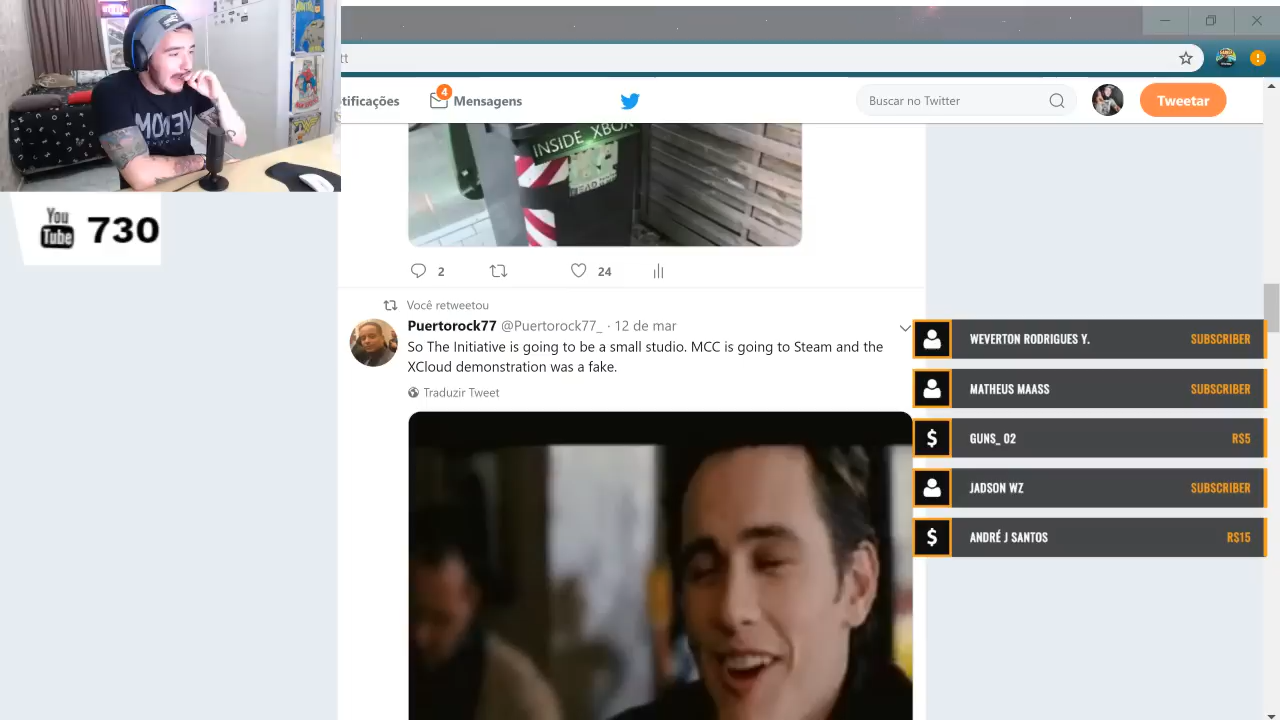 VENOM
You
Tube
730
tt
tificações
4
Mensagens
Buscar no Twitter
Tweetar
INSIDE XBOX
2
24
Você retweetou
Puertorock77 @Puertorock77_ · 12 de mar
So The Initiative is going to be a small studio. MCC is going to Steam and the
XCloud demonstration was a fake.
Traduzir Tweet
WEVERTON RODRIGUES Y. SUBSCRIBER
MATHEUS MAASS SUBSCRIBER
$ GUNS_ 02 R$5
JADSON WZ SUBSCRIBER
$ ANDRÉ J SANTOS R$15